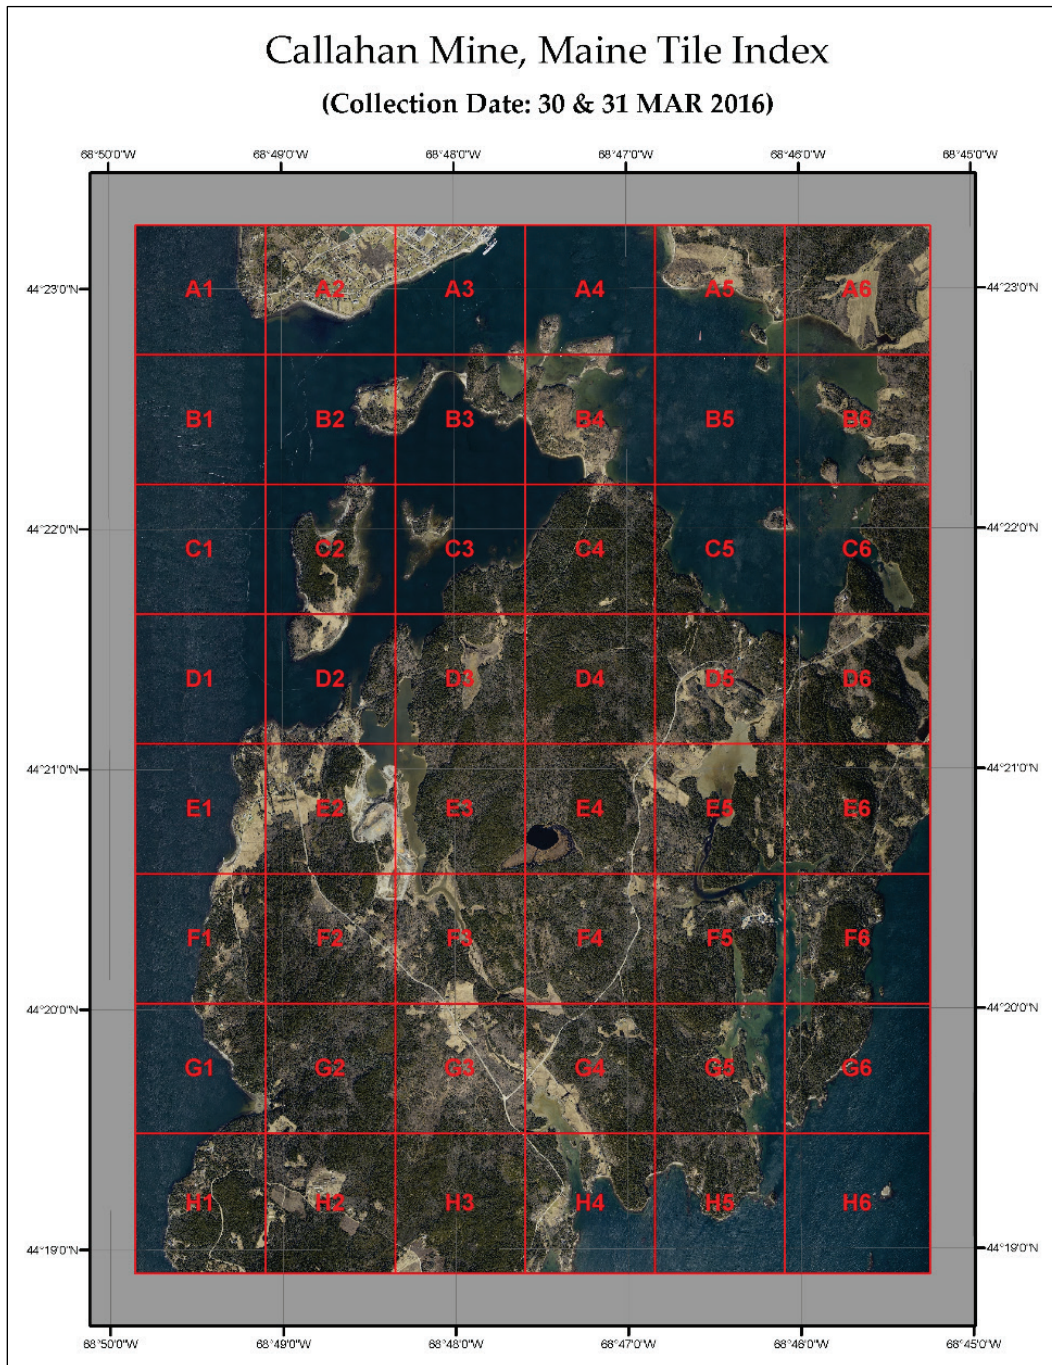 Callahan Mine, Maine Tile Index
(Collection Date: 30 & 31 MAR 2016)
68°50'0"W 68°49'0"W 68°48'0"W 68°47'0"W 68°46'0"W 68°45'0"W
44°23'0"N A1 A2 A3 A4 A5 A6 44°23'0"N
B1 B2 B3 B4 B5 B6
44°22'0"N C1 C2 C3 C4 C5 C6 44°22'0"N
D1 D2 D3 D4 D5 D6
44°21'0"N 44°21'0"N
E1 E2 E3 E4 E5 E6
F1 F2 F3 F4 F5 F6
44°20'0"N 44°20'0"N
G1 G2 G3 G4 G5 G6
H1 H2 H3 H4 H5 H6
44°19'0"N 44°19'0"N
68°50'0"W 68°49'0"W 68°48'0"W 68°47'0"W 68°46'0"W 68°45'0"W